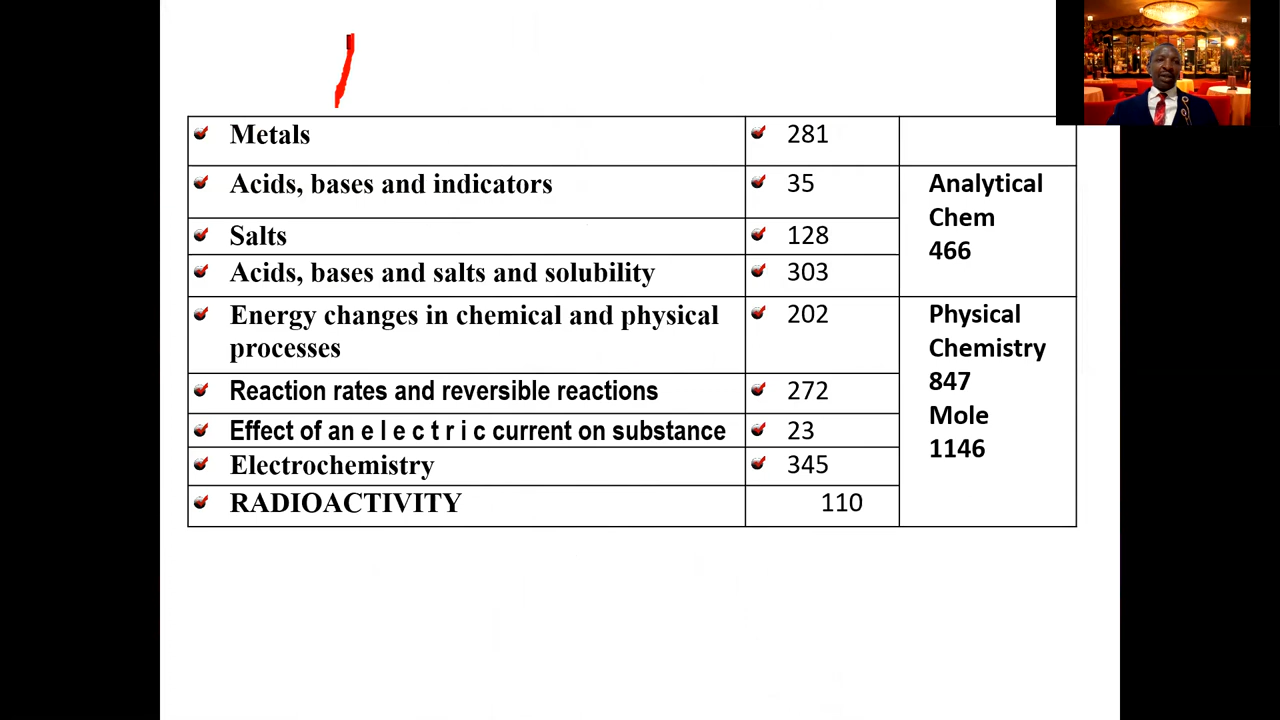 Metals 281
Acids, bases and indicators 35 Analytical
Chem
466
Salts 128
Acids, bases and salts and solubility 303
Energy changes in chemical and physical
processes 202 Physical
Chemistry
847
Mole
1146
Reaction rates and reversible reactions 272
Effect of an e l e c t r i c current on substance 23
Electrochemistry 345
RADIOACTIVITY 110